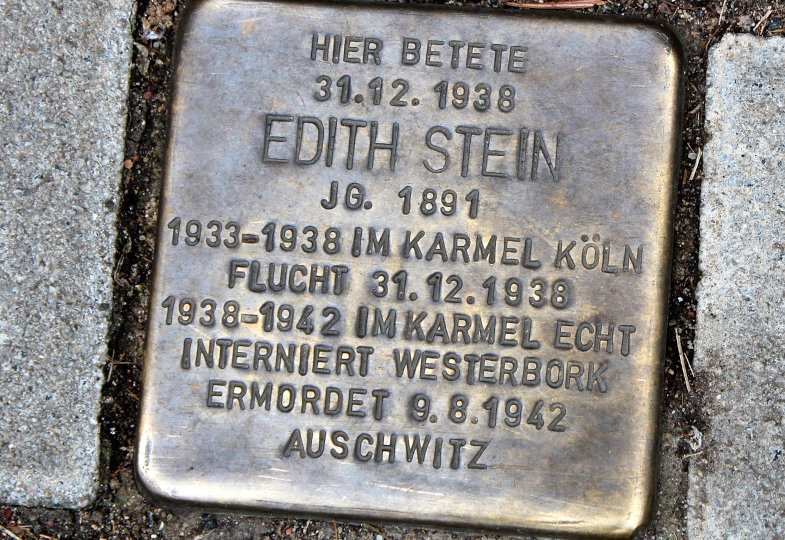 HIER BETETE
31.12.1938
EDITH STEIN
JG. 1891
1933-1938 IM KARMEL KÖLN
FLUCHT 31.12.1938
1938-1942 IM KARMEL ECHT
INTERNIERT WESTERBORK
ERMORDET 9.8.1942
AUSCHWITZ